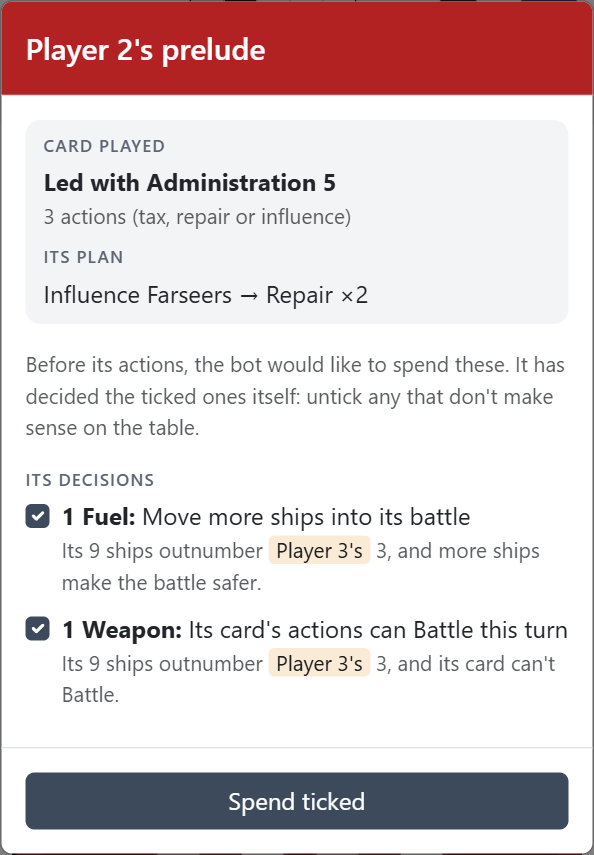 Player 2's prelude
CARD PLAYED
Led with Administration 5
3 actions (tax, repair or influence)
ITS PLAN
Influence Farseers → Repair ×2
Before its actions, the bot would like to spend these. It has
decided the ticked ones itself: untick any that don't make
sense on the table.
ITS DECISIONS
1 Fuel: Move more ships into its battle
Its 9 ships outnumber Player 3's 3, and more ships
make the battle safer.
1 Weapon: Its card's actions can Battle this turn
Its 9 ships outnumber Player 3's 3, and its card can't
Battle.
Spend ticked